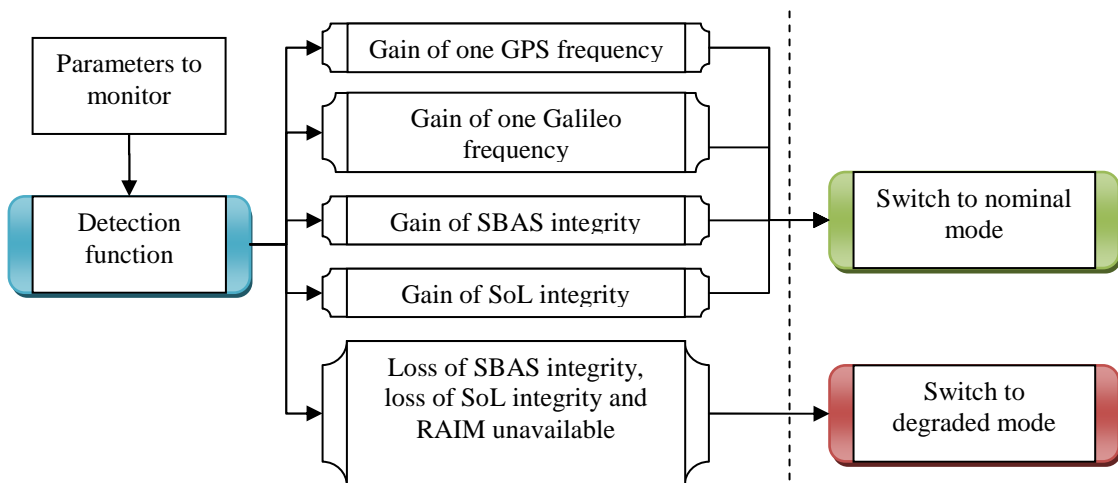 Parameters to
monitor
Detection
function
Gain of one GPS frequency
Gain of one Galileo
frequency
Gain of SBAS integrity
Gain of SoL integrity
Loss of SBAS integrity,
loss of SoL integrity and
RAIM unavailable
Switch to nominal
mode
Switch to
degraded mode